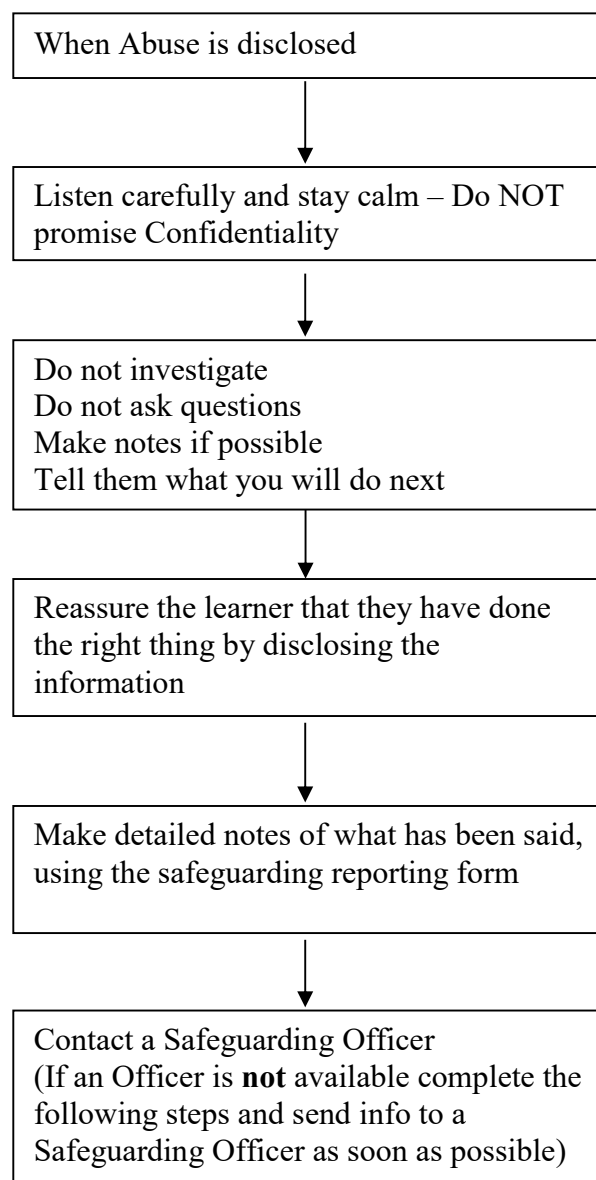 When Abuse is disclosed
Listen carefully and stay calm – Do NOT
promise Confidentiality
Do not investigate
Do not ask questions
Make notes if possible
Tell them what you will do next
Reassure the learner that they have done
the right thing by disclosing the
information
Make detailed notes of what has been said,
using the safeguarding reporting form
Contact a Safeguarding Officer
(If an Officer is not available complete the
following steps and send info to a
Safeguarding Officer as soon as possible)